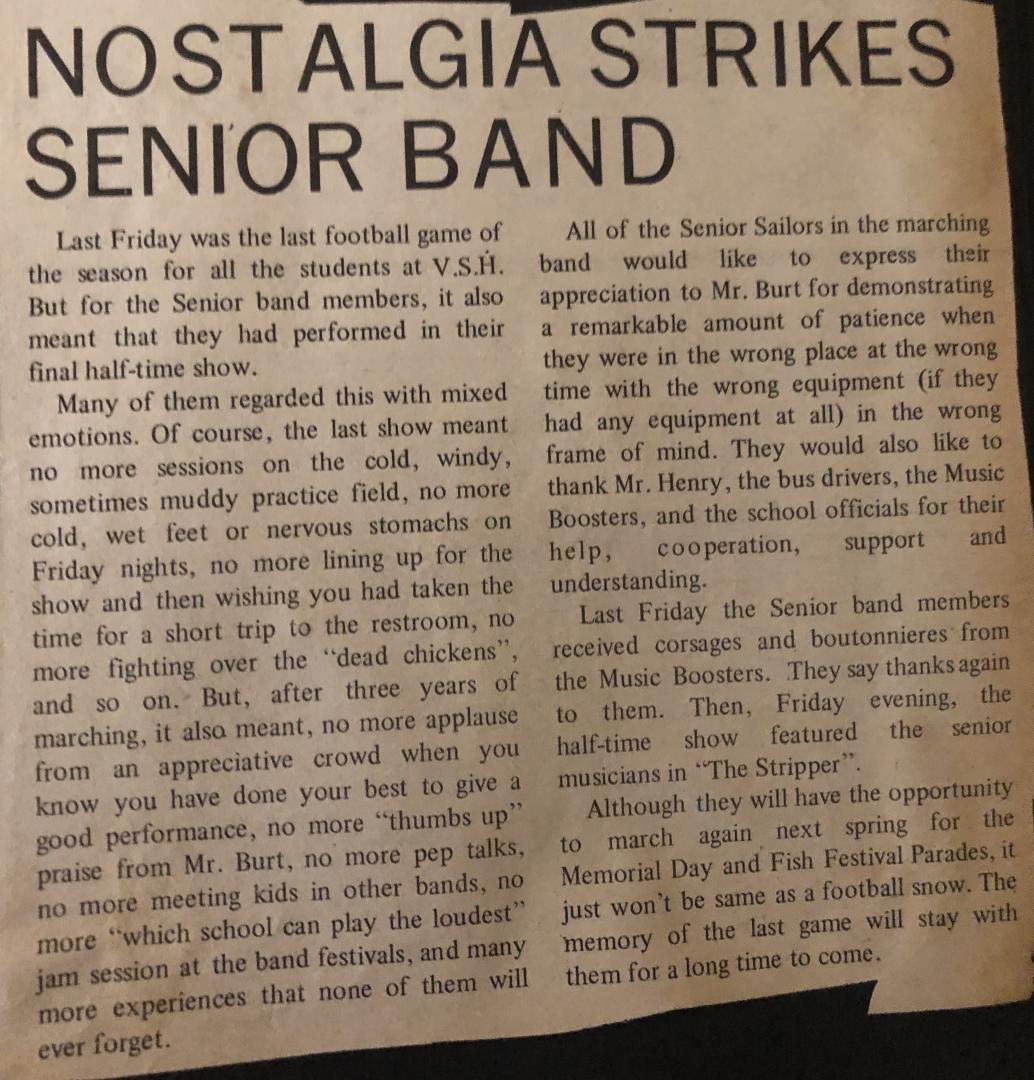 NOSTALGIA STRIKES
SENIOR BAND
Last Friday was the last football game of
the season for all the students at V.S.H.
But for the Senior band members, it also
meant that they had performed in their
final half-time show.
Many of them regarded this with mixed
emotions. Of course, the last show meant
no more sessions on the cold, windy,
sometimes muddy practice field, no more
cold, wet feet or nervous stomachs on
Friday nights, no more lining up for the
show and then wishing you had taken the
time for a short trip to the restroom, no
more fighting over the “dead chickens”,
and so on. But, after three years of
marching, it also meant, no more applause
from an appreciative crowd when you
know you have done your best to give a
good performance, no more “thumbs up”
praise from Mr. Burt, no more pep talks,
no more meeting kids in other bands, no
more “which school can play the loudest”
jam session at the band festivals, and many
more experiences that none of them will
ever forget.
All of the Senior Sailors in the marching
band would like to express their
appreciation to Mr. Burt for demonstrating
a remarkable amount of patience when
they were in the wrong place at the wrong
time with the wrong equipment (if they
had any equipment at all) in the wrong
frame of mind. They would also like to
thank Mr. Henry, the bus drivers, the Music
Boosters, and the school officials for their
help, cooperation, support and
understanding.
Last Friday the Senior band members
received corsages and boutonnieres from
the Music Boosters. They say thanks again
to them. Then, Friday evening, the
half-time show featured the senior
musicians in “The Stripper”.
Although they will have the opportunity
to march again next spring for the
Memorial Day and Fish Festival Parades, it
just won't be same as a football snow. The
memory of the last game will stay with
them for a long time to come.